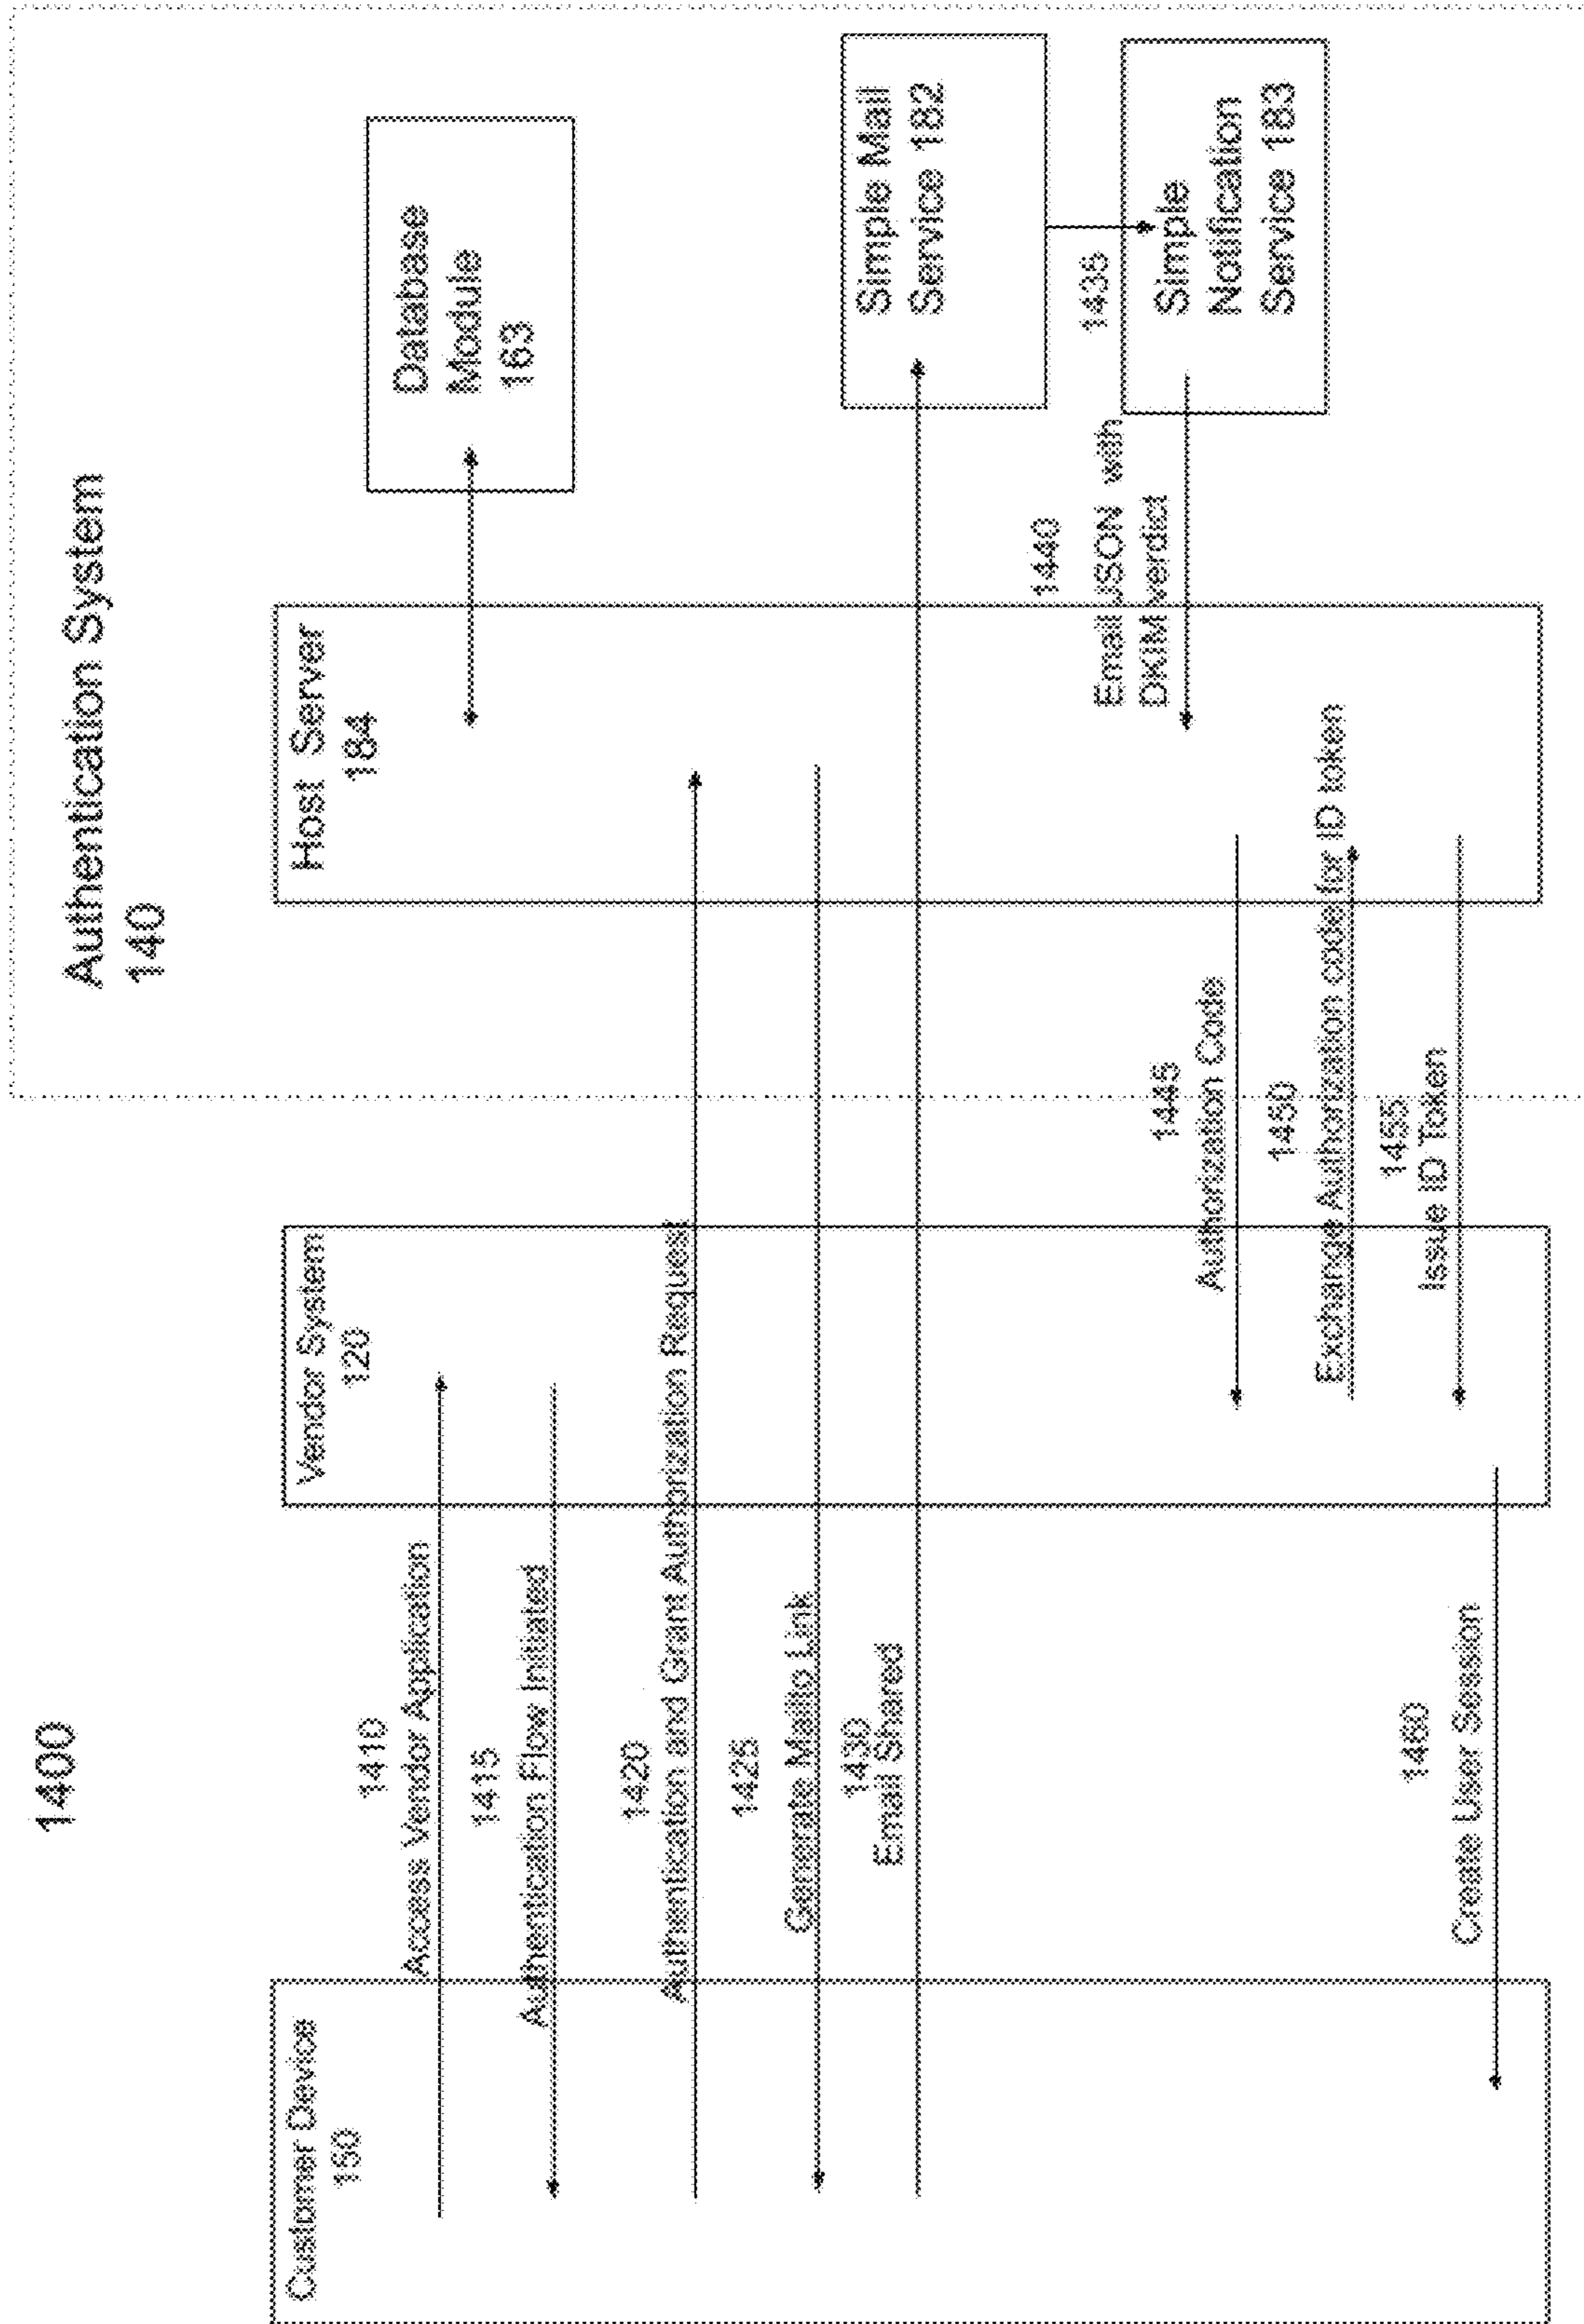 1400
Authentication System
140
Customer Device
150
Vendor System
120
Host Server
184
Database
Module
163
1410
Access Vendor Application
1415
Authentication Flow Initiated
1420
Authentication and Grant Authorization Request
1425
Generate Mailto Link
1430
Email Shared
Simple Mail
Service 182
1435
Simple
Notification
Service 183
1440
Email JSON with
DKIM verdict
1445
Authorization Code
1450
Exchange Authorization code for ID token
1455
Issue ID Token
1460
Create User Session